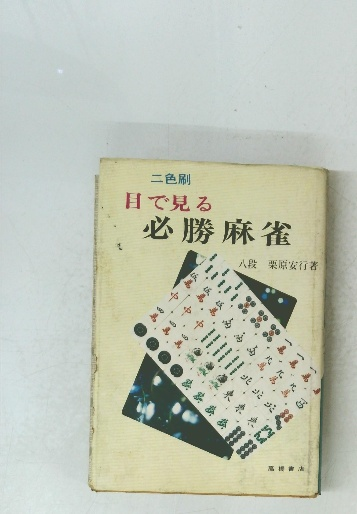 二色刷
目で見る
必勝麻雀
八段 栗原安行著
高橋書店